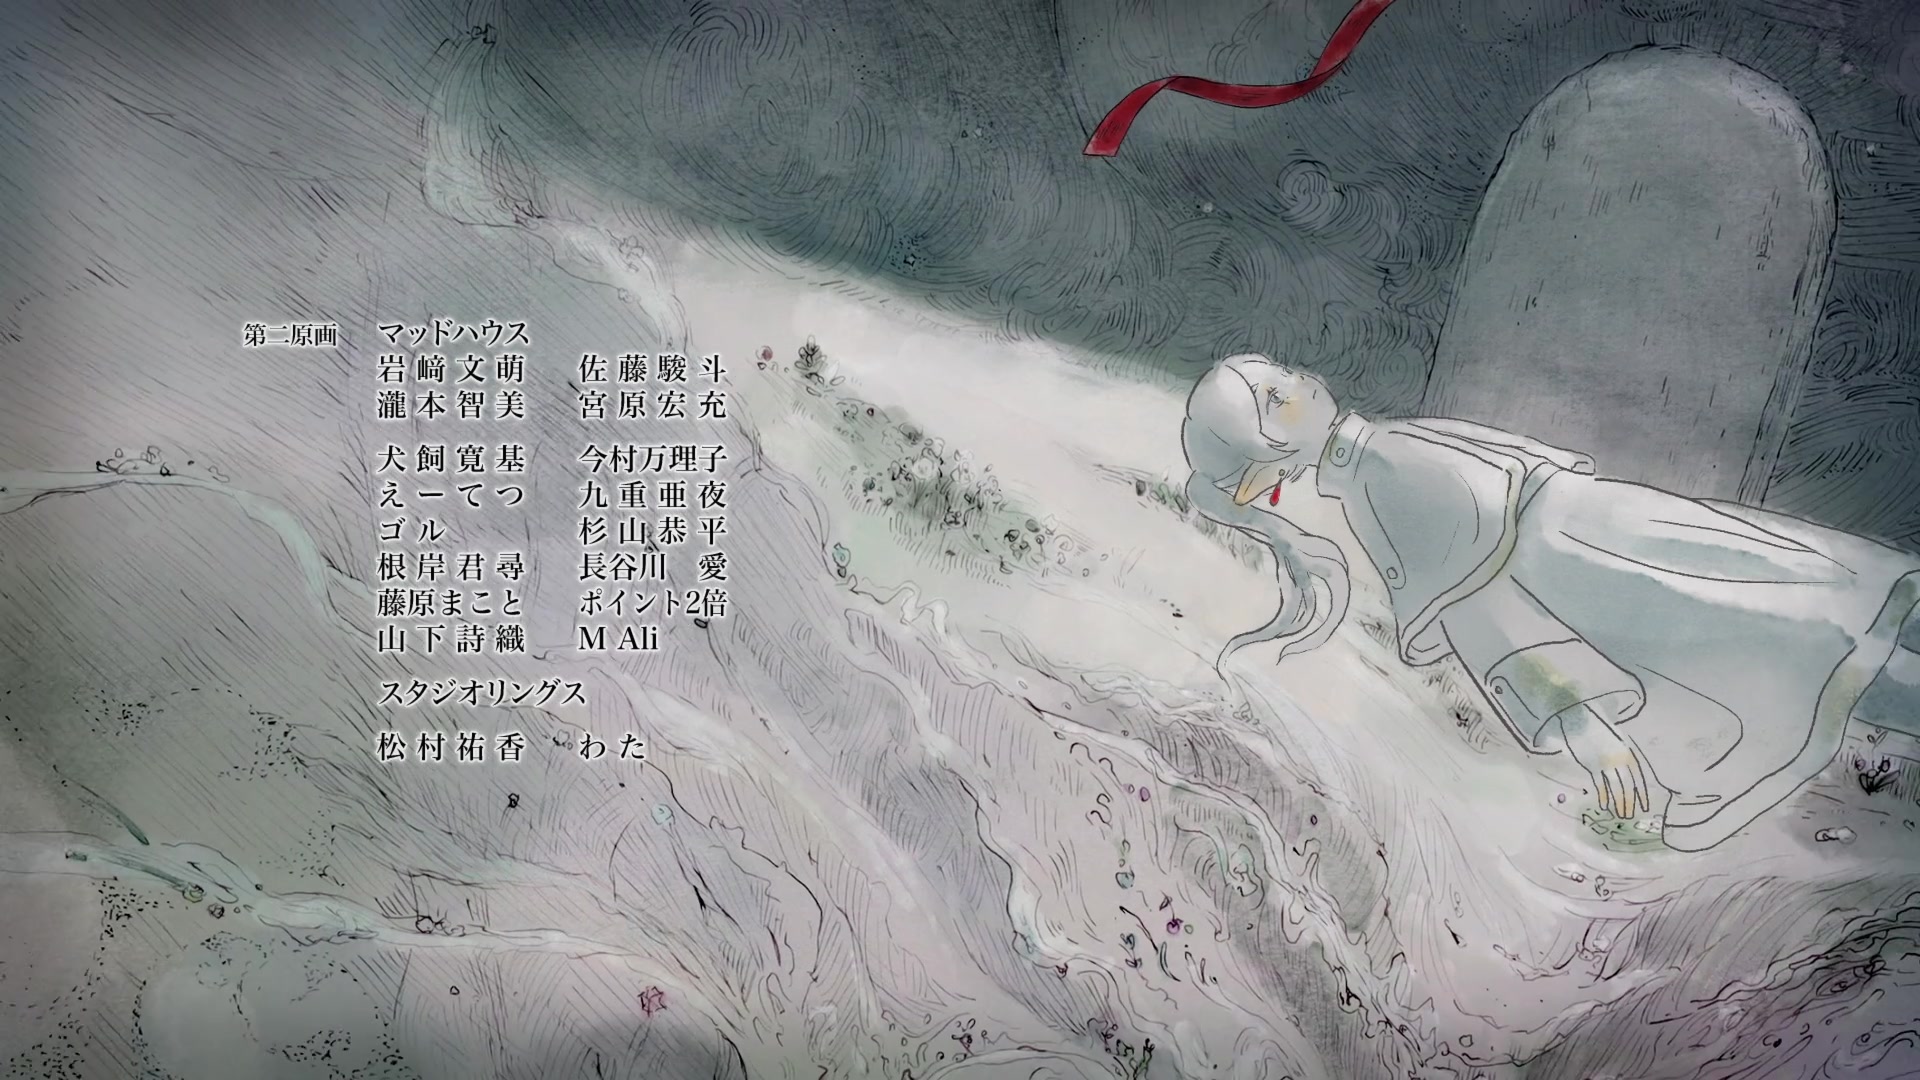 第二原画 マッドハウス
岩﨑文萌 佐藤駿斗
瀧本智美 宮原宏充
犬飼寛基 今村万理子
えーてつ 九重亜夜
ゴル 杉山恭平
根岸君尋 長谷川 愛
藤原まこと ポイント2倍
山下詩織 M Ali
スタジオリングス
松村祐香 わた